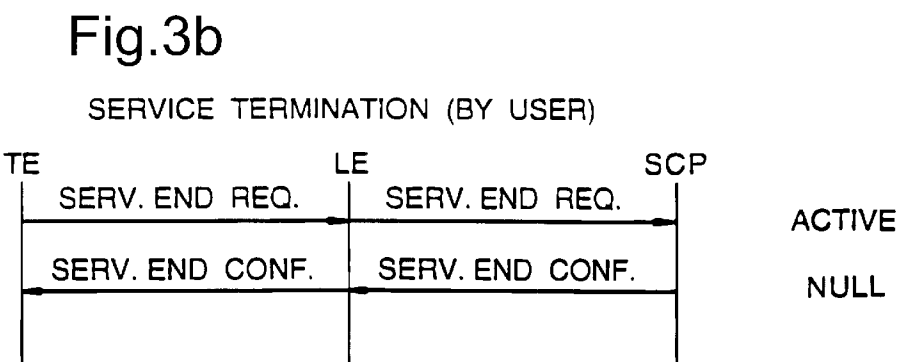 Fig.3b
SERVICE TERMINATION (BY USER)
TE LE SCP
SERV. END REQ. SERV. END REQ. ACTIVE
SERV. END CONF. SERV. END CONF. NULL